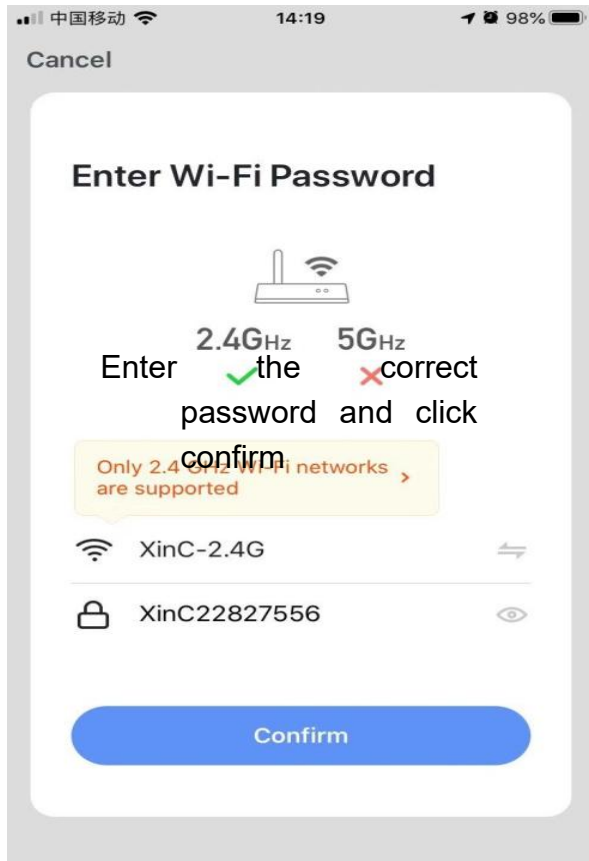 中国移动 14:19 98%
Cancel
Enter Wi-Fi Password
2.4GHz 5GHz
Enter the correct
password and click
confirm
Only 2.4 GHz Wi-Fi networks
are supported
XinC-2.4G
XinC22827556
Confirm